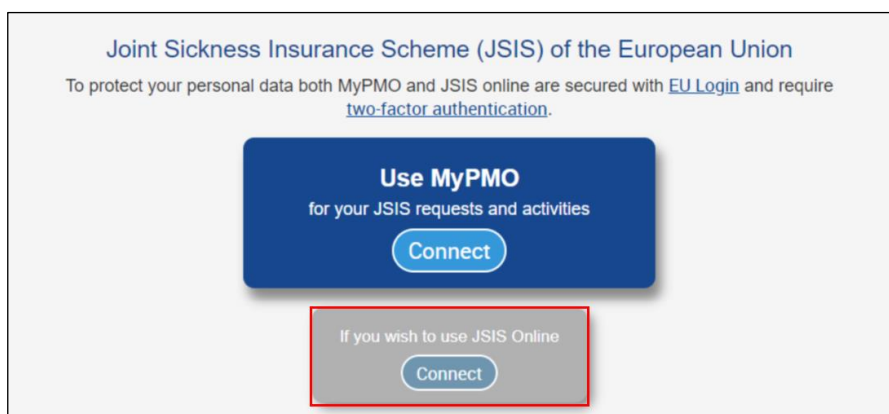 Joint Sickness Insurance Scheme (JSIS) of the European Union
To protect your personal data both MyPMO and JSIS online are secured with EU Login and require
two-factor authentication.
Use MyPMO
for your JSIS requests and activities
Connect
If you wish to use JSIS Online
Connect